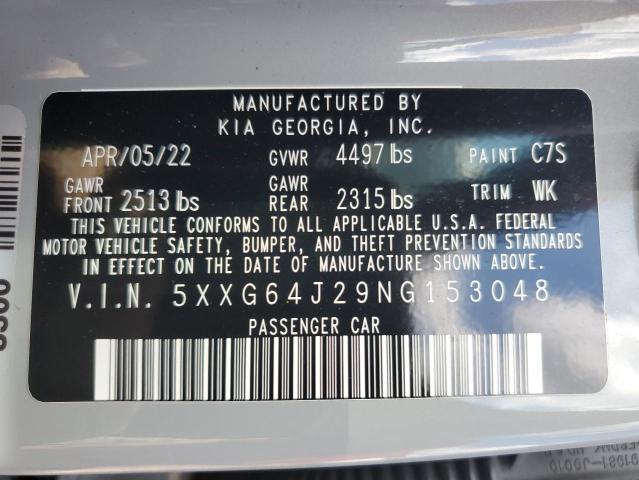 MANUFACTURED BY
KIA GEORGIA, INC.
APR/05/22 GVWR 4497 lbs PAINT C7S
GAWR FRONT 2513 lbs GAWR REAR 2315 lbs TRIM WK
THIS VEHICLE CONFORMS TO ALL APPLICABLE U.S.A. FEDERAL
MOTOR VEHICLE SAFETY, BUMPER, AND THEFT PREVENTION STANDARDS
IN EFFECT ON THE DATE OF MANUFACTURE SHOWN ABOVE.
V.I.N. 5XXG64J29NG153048
PASSENGER CAR